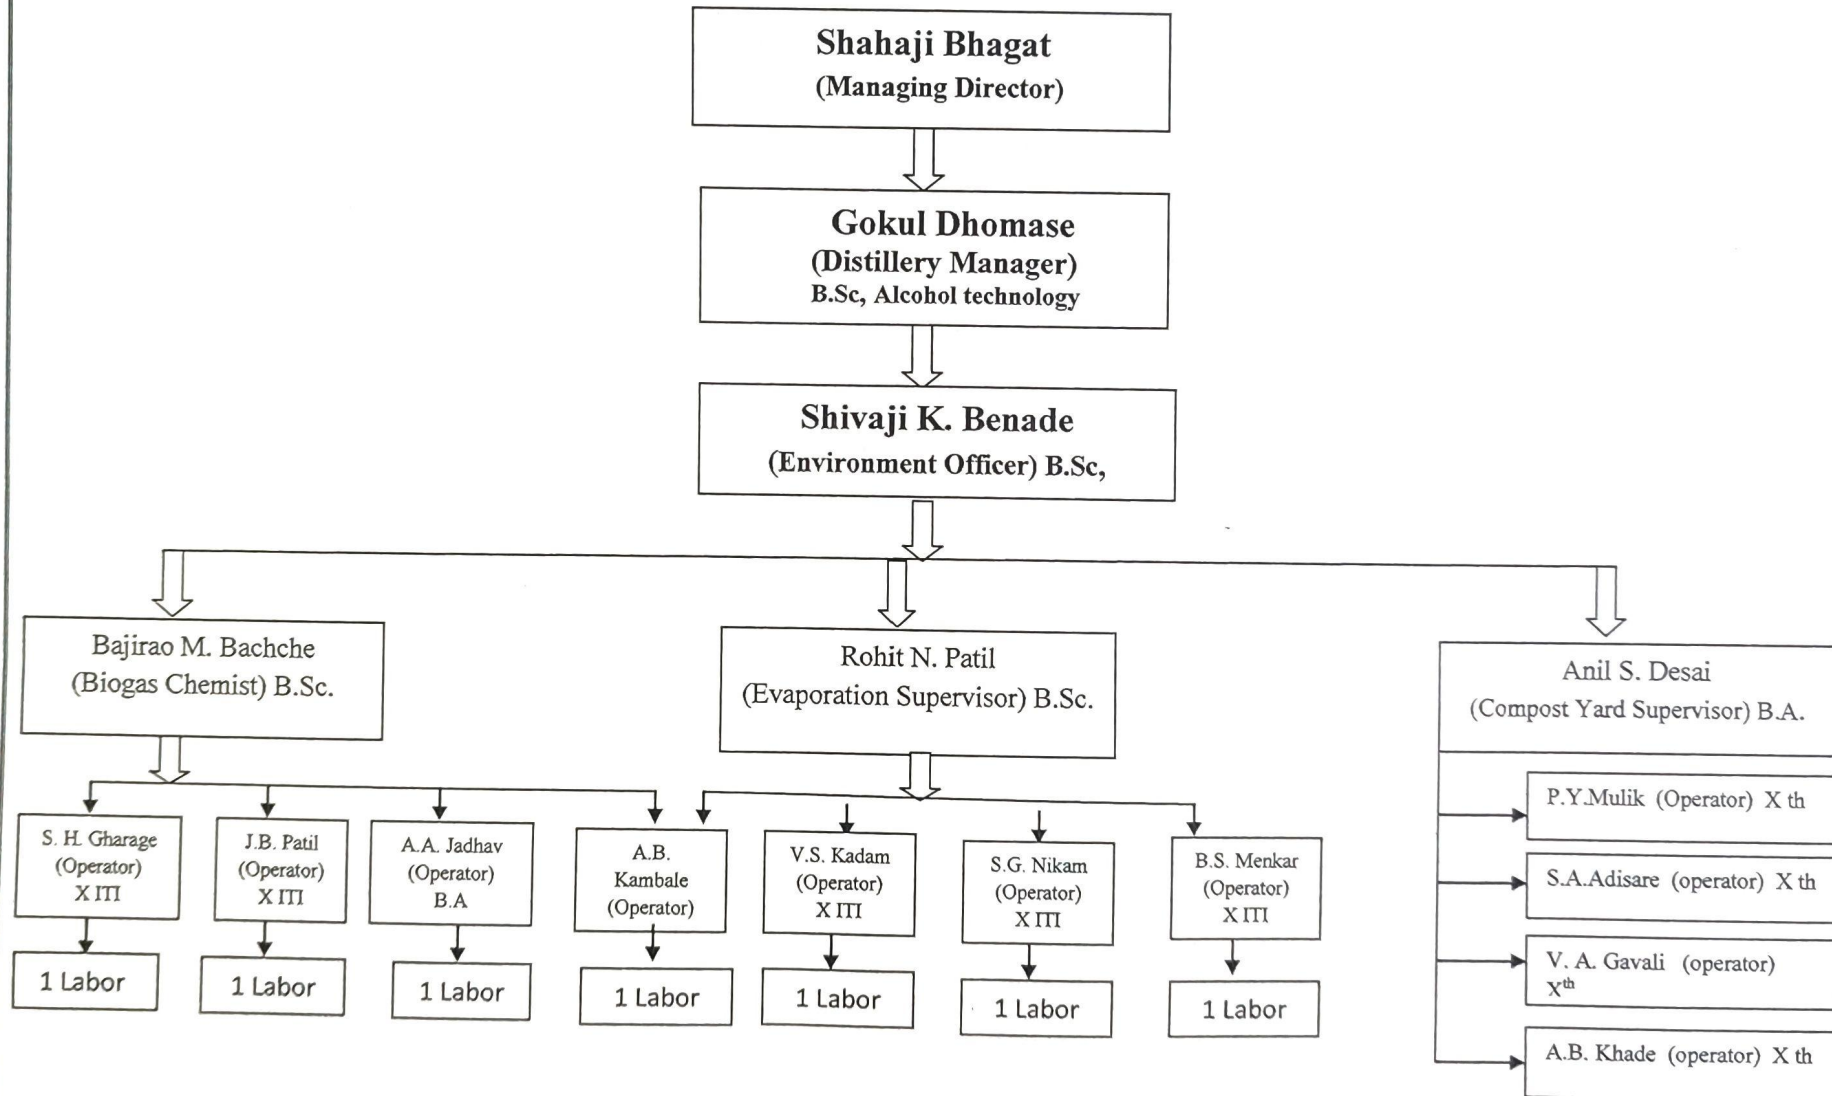 Shahaji Bhagat
(Managing Director)
Gokul Dhomase
(Distillery Manager)
B.Sc, Alcohol technology
Shivaji K. Benade
(Environment Officer) B.Sc,
Bajirao M. Bachche
(Biogas Chemist) B.Sc.
Rohit N. Patil
(Evaporation Supervisor) B.Sc.
Anil S. Desai
(Compost Yard Supervisor) B.A.
S. H. Gharage
(Operator)
X ITI
J.B. Patil
(Operator)
X ITI
A.A. Jadhav
(Operator)
B.A
A.B.
Kambale
(Operator)
V.S. Kadam
(Operator)
X ITI
S.G. Nikam
(Operator)
X ITI
B.S. Menkar
(Operator)
X ITI
1 Labor
1 Labor
1 Labor
1 Labor
1 Labor
1 Labor
1 Labor
P.Y.Mulik (Operator) X th
S.A.Adisare (operator) X th
V. A. Gavali (operator)
Xth
A.B. Khade (operator) X th